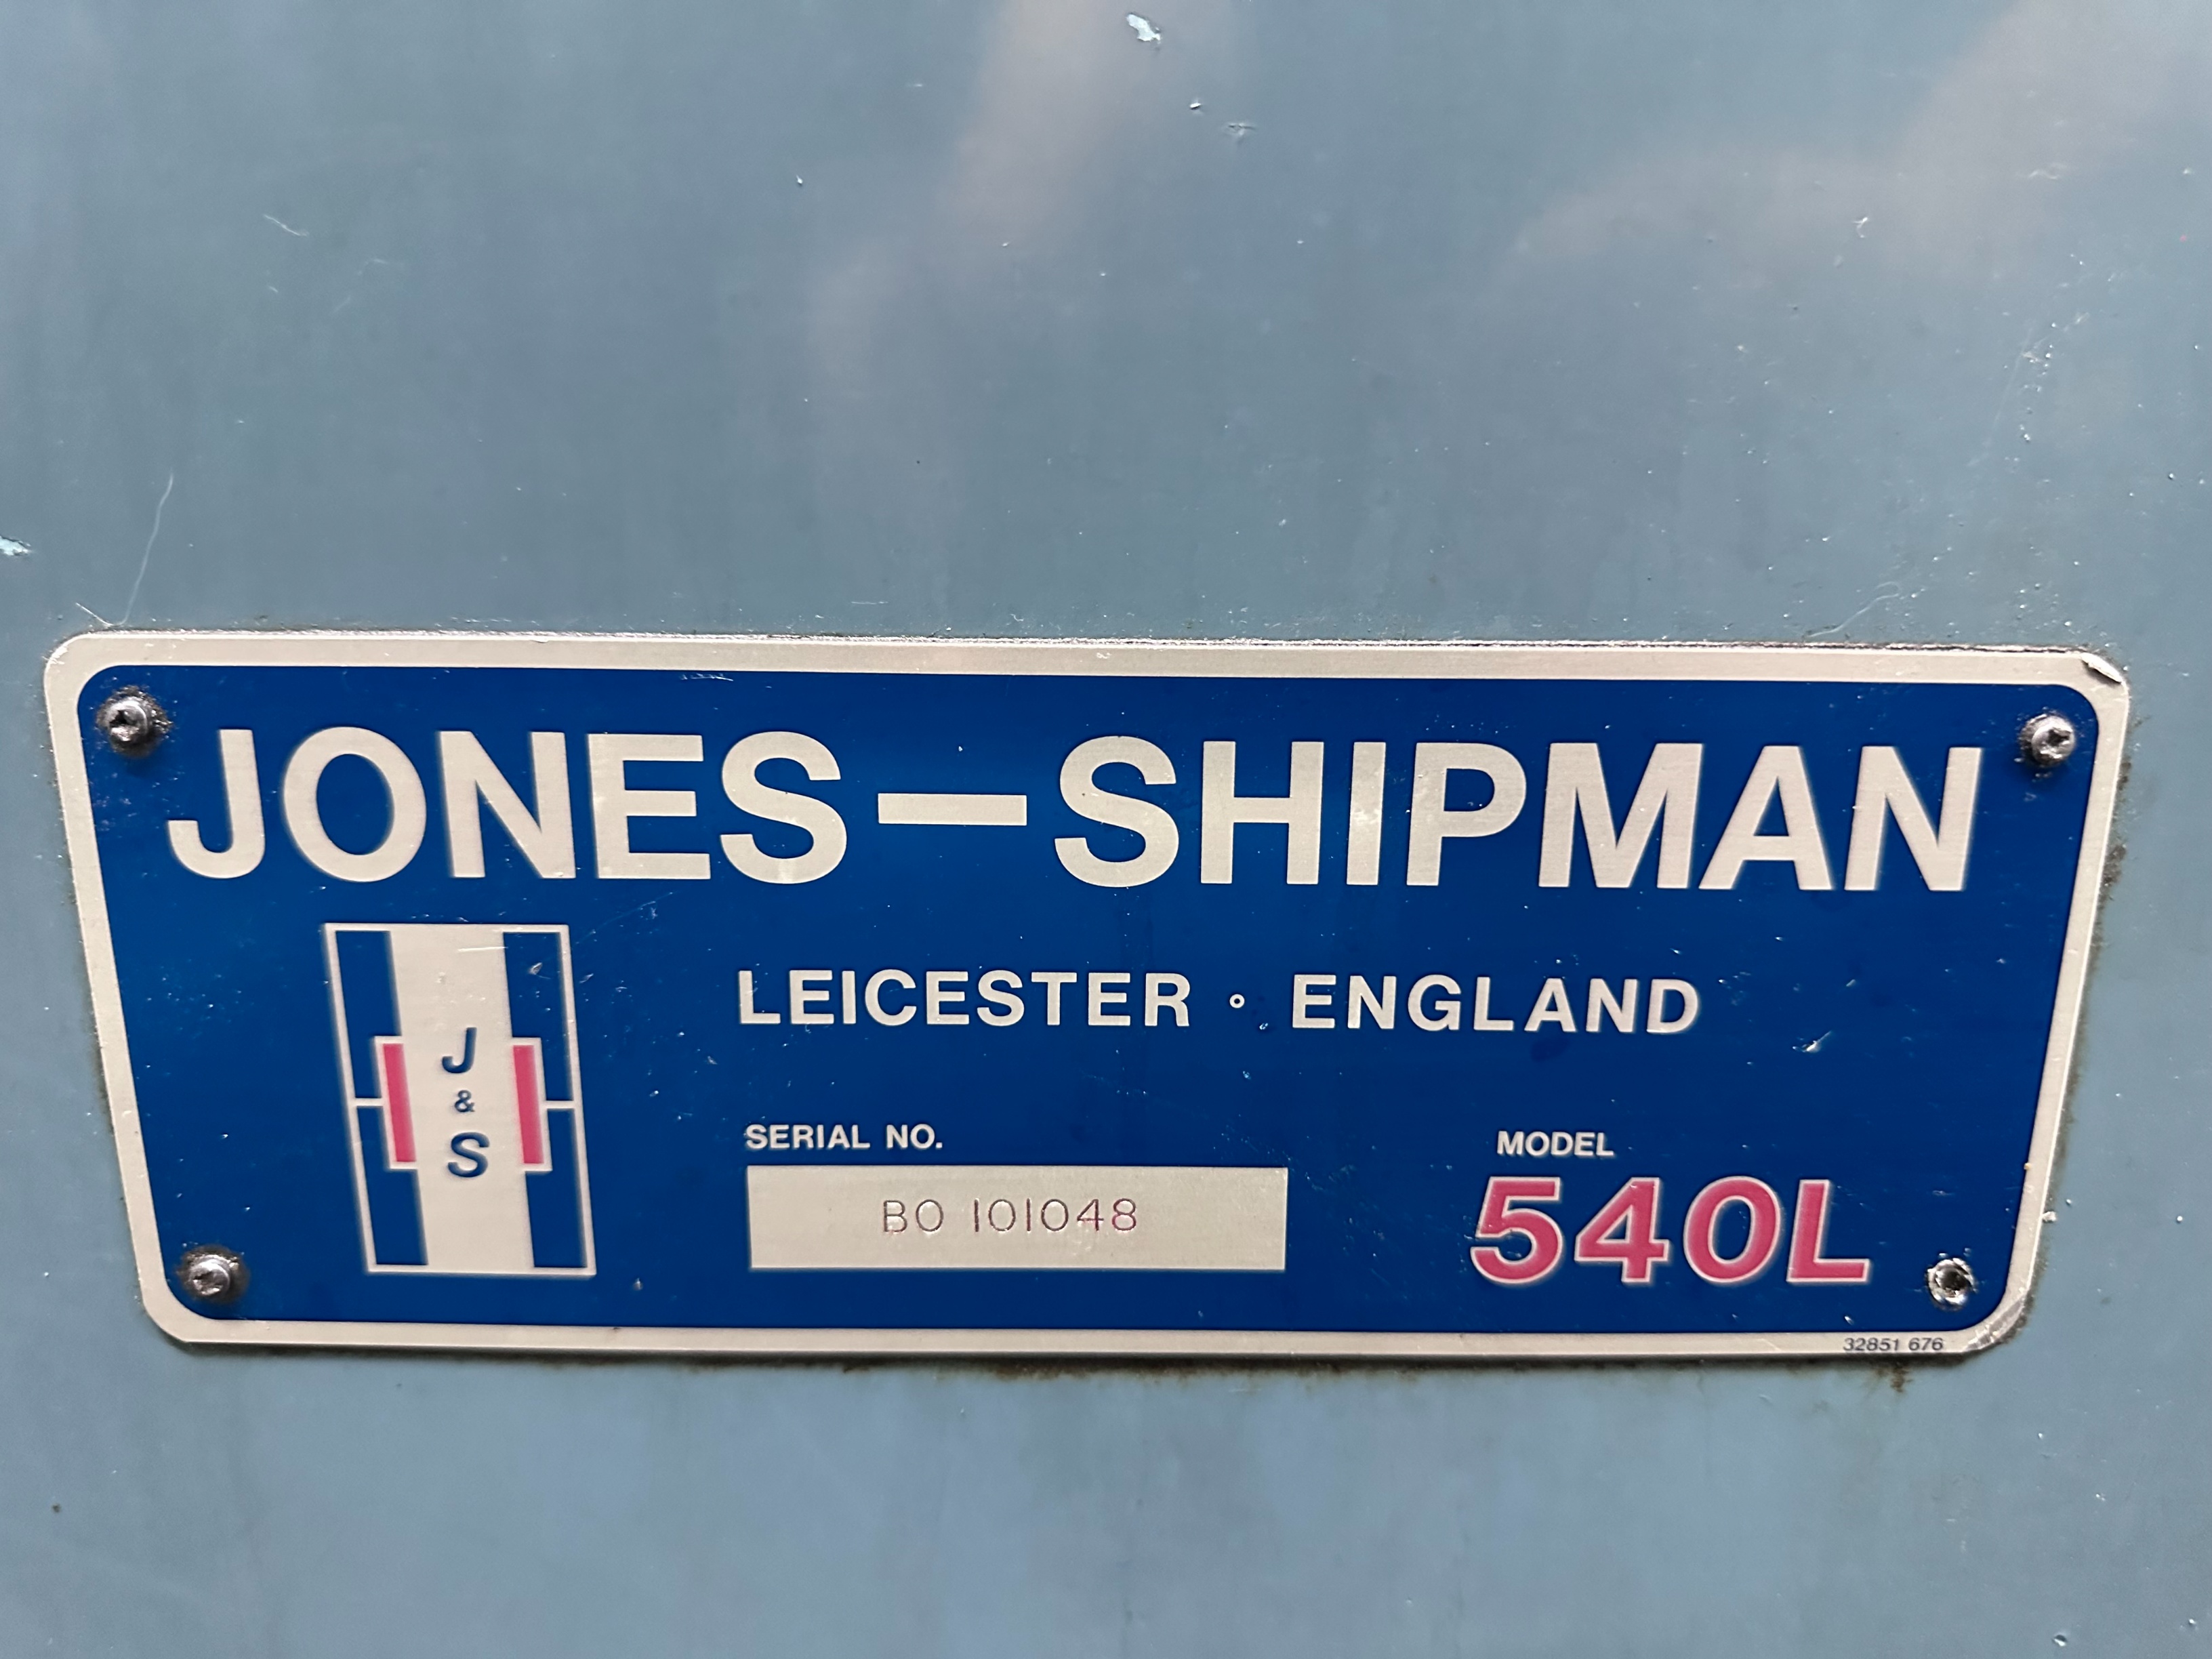 JONES—SHIPMAN
LEICESTER ∘ ENGLAND
J
&
S
SERIAL NO.
BO 101048
MODEL
540L
32851 676